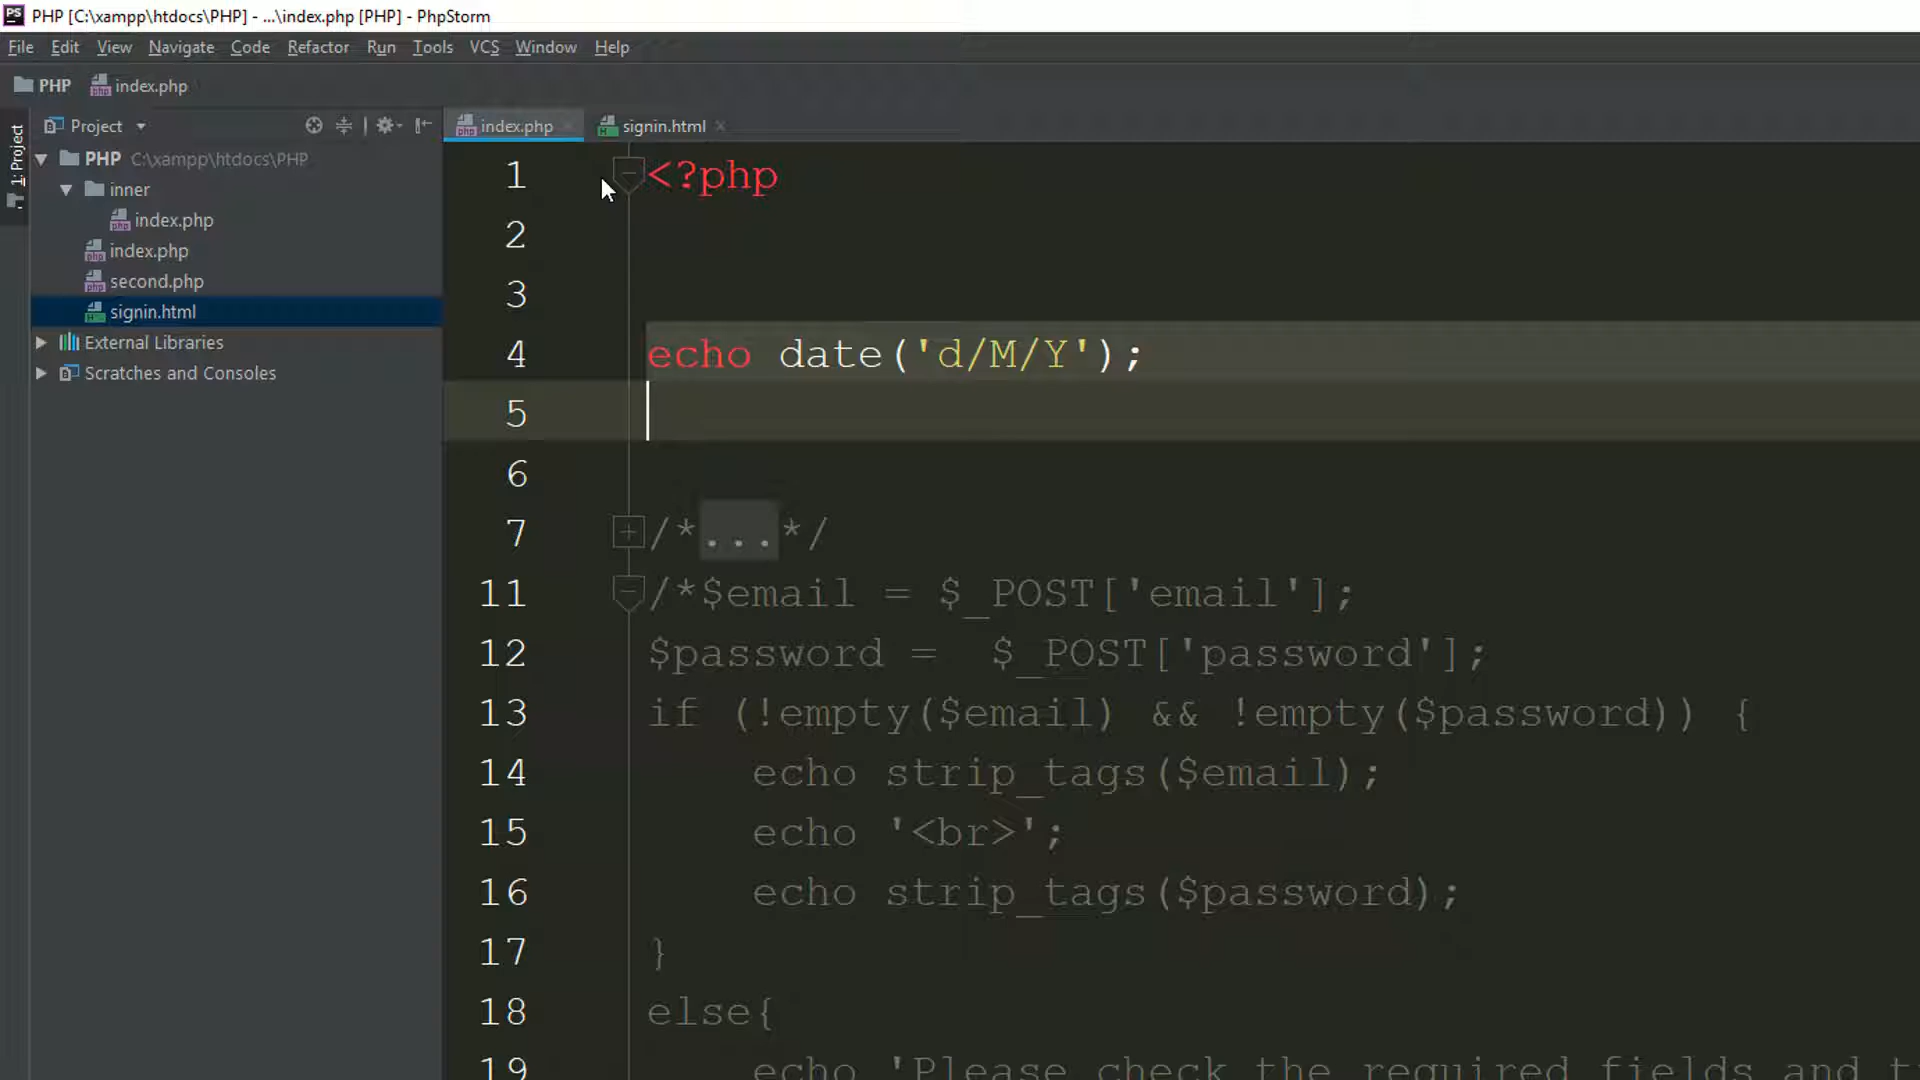 PS PHP [C:\xampp\htdocs\PHP] - ...\index.php [PHP] - PhpStorm
File Edit View Navigate Code Refactor Run Tools VCS Window Help
PHP index.php
1: Project
Project
index.php signin.html
PHP C:\xampp\htdocs\PHP
inner
index.php
index.php
second.php
signin.html
External Libraries
Scratches and Consoles
1 <?php
2
3
4 echo date('d/M/Y');
5
6
7 /*...*/
11 /*$email = $_POST['email'];
12 $password =  $_POST['password'];
13 if (!empty($email) && !empty($password)) {
14     echo strip_tags($email);
15     echo '<br>';
16     echo strip_tags($password);
17 }
18 else{
19     echo 'Please check the required fields and